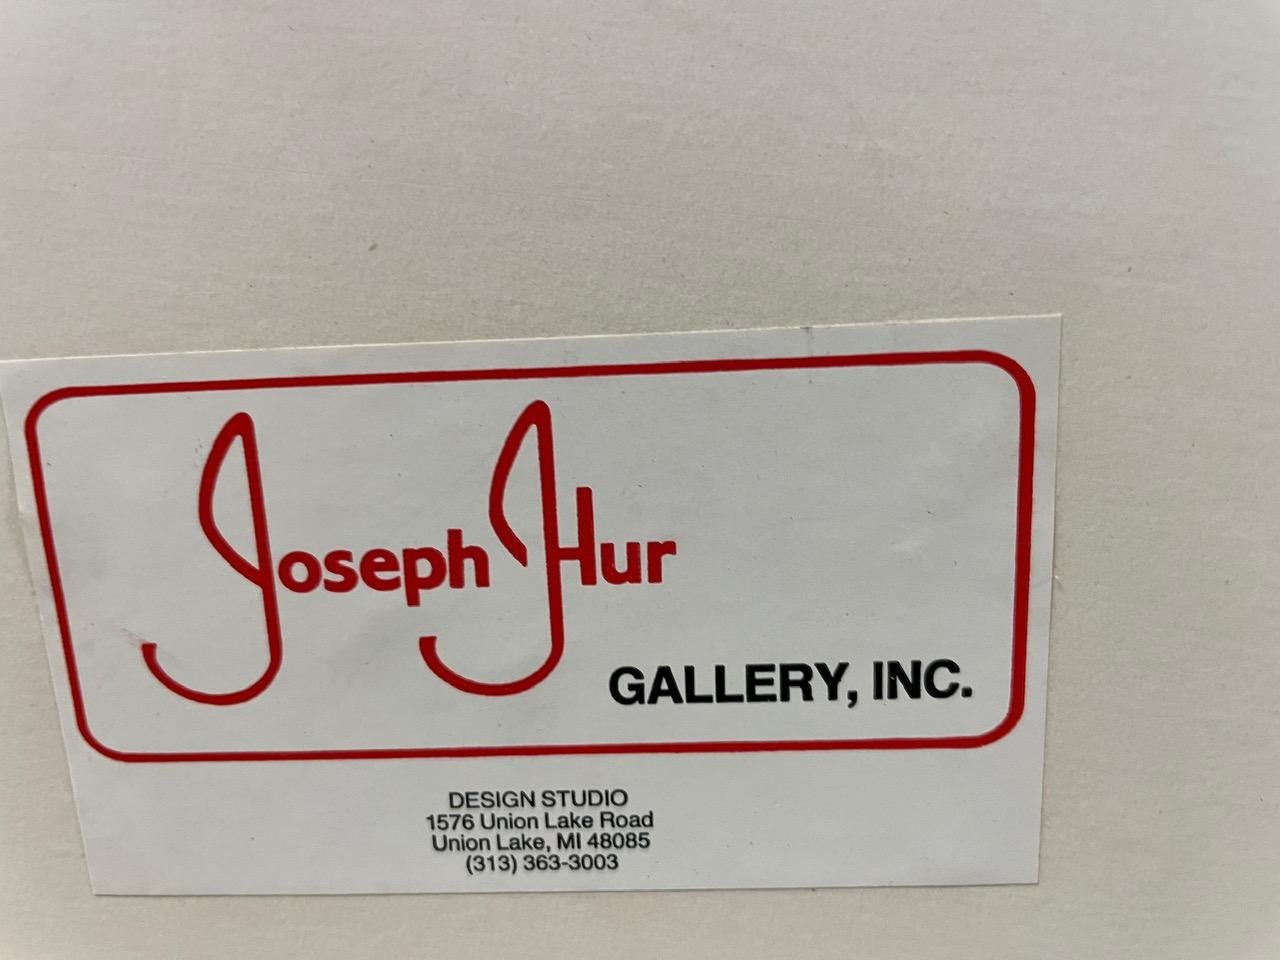 Joseph Hur
GALLERY, INC.
DESIGN STUDIO
1576 Union Lake Road
Union Lake, MI 48085
(313) 363-3003